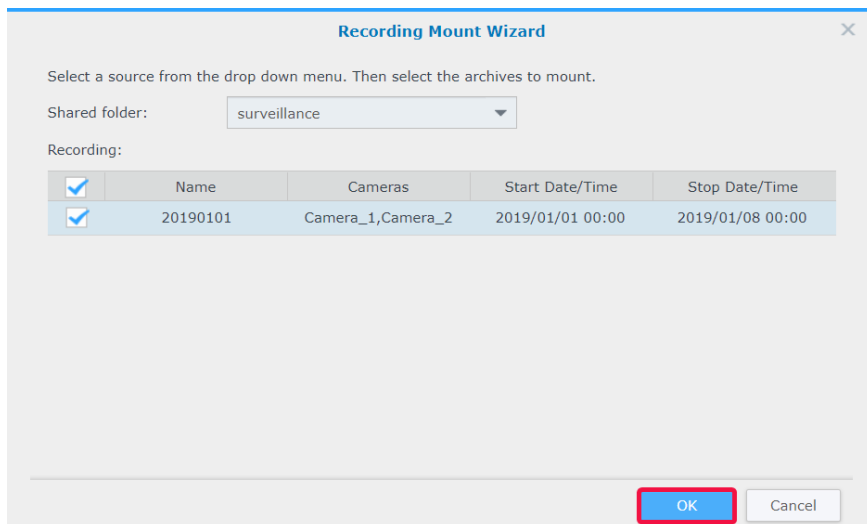 Recording Mount Wizard
Select a source from the drop down menu. Then select the archives to mount.
Shared folder: surveillance
Recording:
Name Cameras Start Date/Time Stop Date/Time
20190101 Camera_1,Camera_2 2019/01/01 00:00 2019/01/08 00:00
OK Cancel